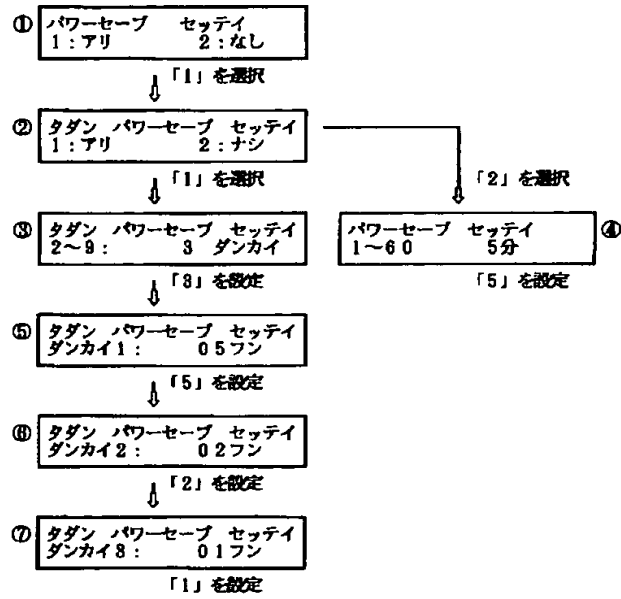 ① パワーセーブ セッテイ
1：アリ 2：なし
「1」を選択
② タダン パワーセーブ セッテイ
1：アリ 2：ナシ
「1」を選択
「2」を選択
③ タダン パワーセーブ セッテイ
2～9： 3 ダンカイ
「3」を設定
パワーセーブ セッテイ ④
1～60 5分
「5」を設定
⑤ タダン パワーセーブ セッテイ
ダンカイ1： 05フン
「5」を設定
⑥ タダン パワーセーブ セッテイ
ダンカイ2： 02フン
「2」を設定
⑦ タダン パワーセーブ セッテイ
ダンカイ3： 01フン
「1」を設定